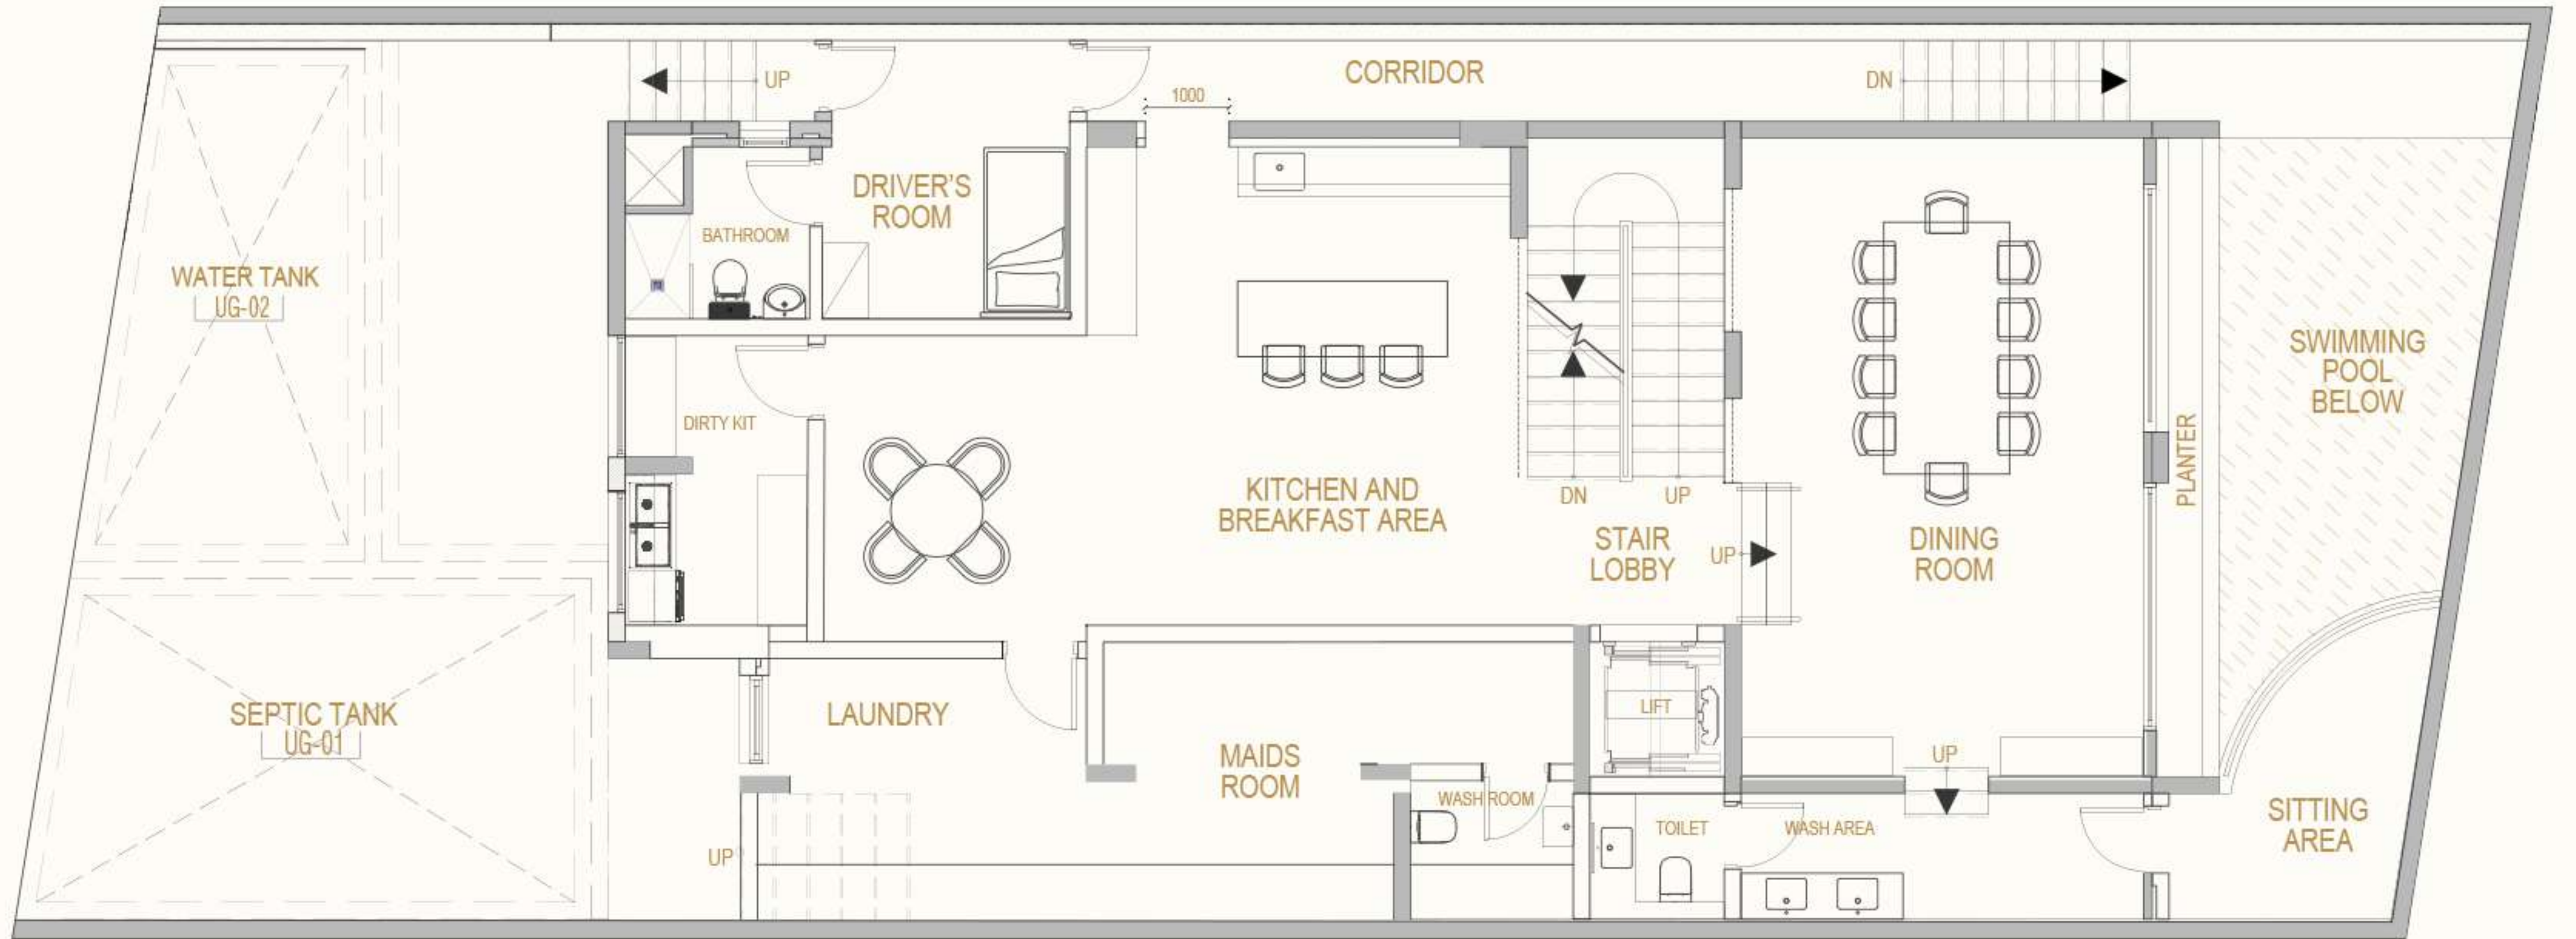 UP
CORRIDOR
1000
DN
DRIVER'S
ROOM
BATHROOM
WATER TANK
UG-02
DIRTY KIT
KITCHEN AND
BREAKFAST AREA
DN
UP
STAIR
LOBBY
UP
DINING
ROOM
PLANTER
SWIMMING
POOL
BELOW
SEPTIC TANK
UG-01
LAUNDRY
MAIDS
ROOM
LIFT
UP
WASH ROOM
TOILET
WASH AREA
SITTING
AREA
UP